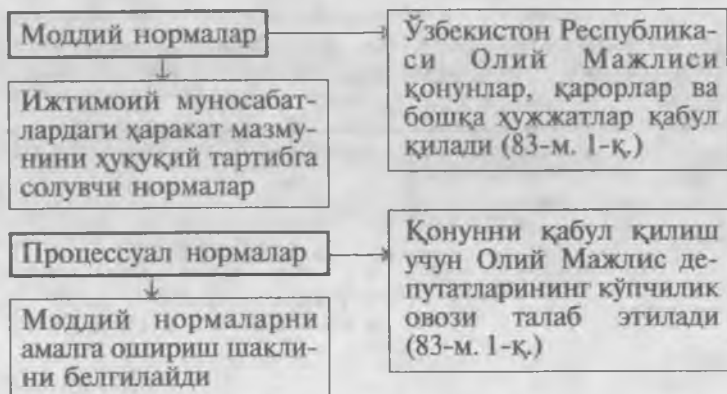 Моддий нормалар
Ўзбекистон Республика-
си Олий Мажлиси
қонунлар, қарорлар ва
бошқа ҳужжатлар қабул
қилади (83-м. 1-қ.)
Ижтимоий муносабат-
лардаги ҳаракат мазму-
нини ҳуқуқий тартибга
солувчи нормалар
Процессуал нормалар
Қонунни қабул қилиш
учун Олий Мажлис де-
путатларининг кўпчилик
овози талаб этилади
(83-м. 1-қ.)
Моддий нормаларни
амалга ошириш шакли-
ни белгилайди